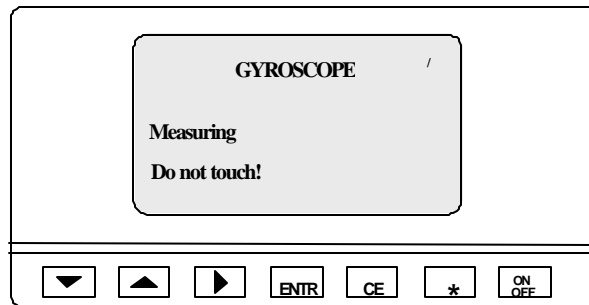 GYROSCOPE /
Measuring
Do not touch!
ENTR CE * ON
OFF